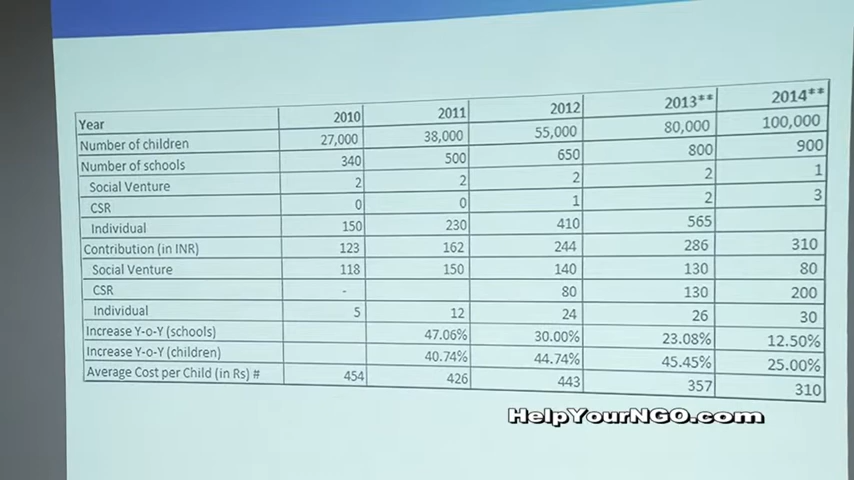 Year 2010 2011 2012 2013** 2014**
Number of children 27,000 38,000 55,000 80,000 100,000
Number of schools 340 500 650 800 900
Social Venture 2 2 2 2 1
CSR 0 0 1 2 3
Individual 150 230 410 565
Contribution (in INR) 123 162 244 286 310
Social Venture 118 150 140 130 80
CSR - 80 130 200
Individual 5 12 24 26 30
Increase Y-o-Y (schools) 47.06% 30.00% 23.08% 12.50%
Increase Y-o-Y (children) 40.74% 44.74% 45.45% 25.00%
Average Cost per Child (in Rs) # 454 426 443 357 310
HelpYourNGO.com